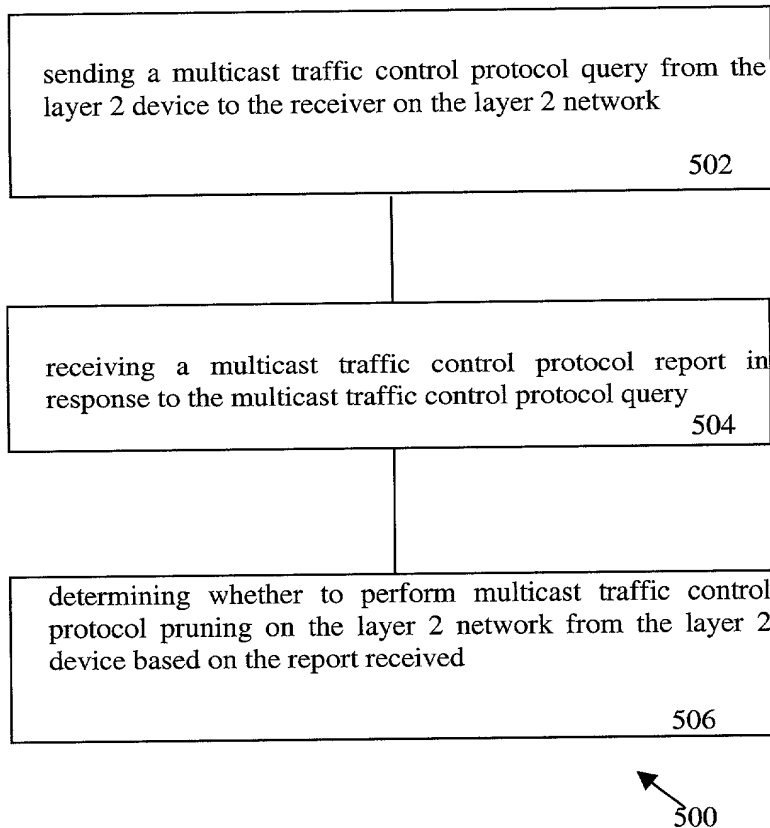 sending a multicast traffic control protocol query from the
layer 2 device to the receiver on the layer 2 network
502
receiving a multicast traffic control protocol report in
response to the multicast traffic control protocol query
504
determining whether to perform multicast traffic control
protocol pruning on the layer 2 network from the layer 2
device based on the report received
506
500